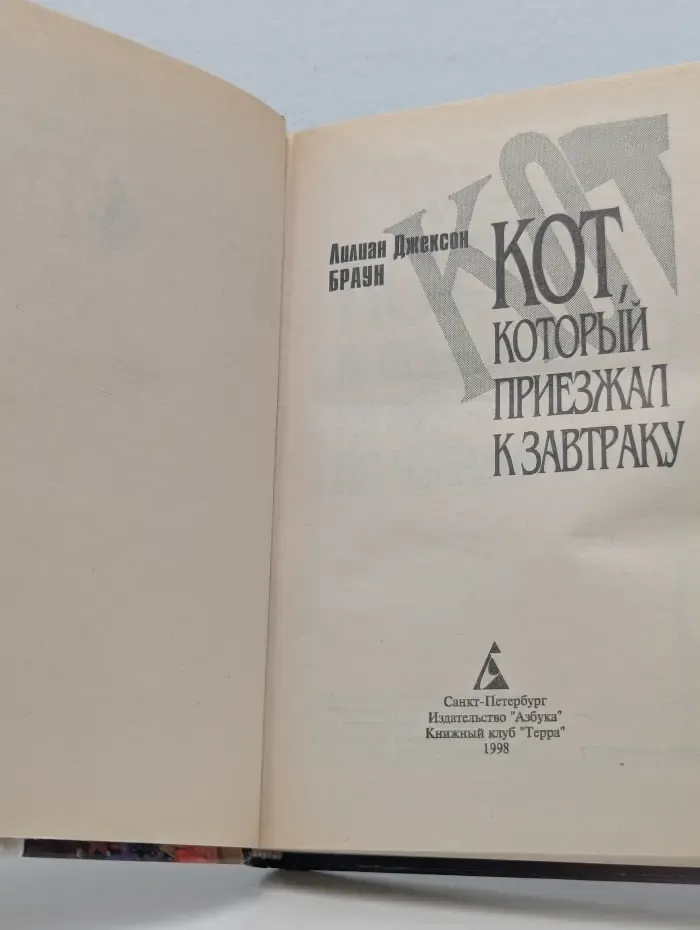 КОТ
Лилиан Джексон
БРАУН
КОТ,
КОТОРЫЙ
ПРИЕЗЖАЛ
К ЗАВТРАКУ
Санкт-Петербург
Издательство "Азбука"
Книжный клуб "Терра"
1998